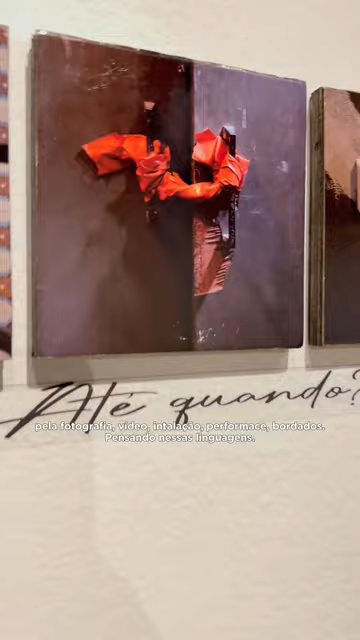 Até quando?
pela fotografia, vídeo, intalação, performace, bordados.
Pensando nessas linguagens.